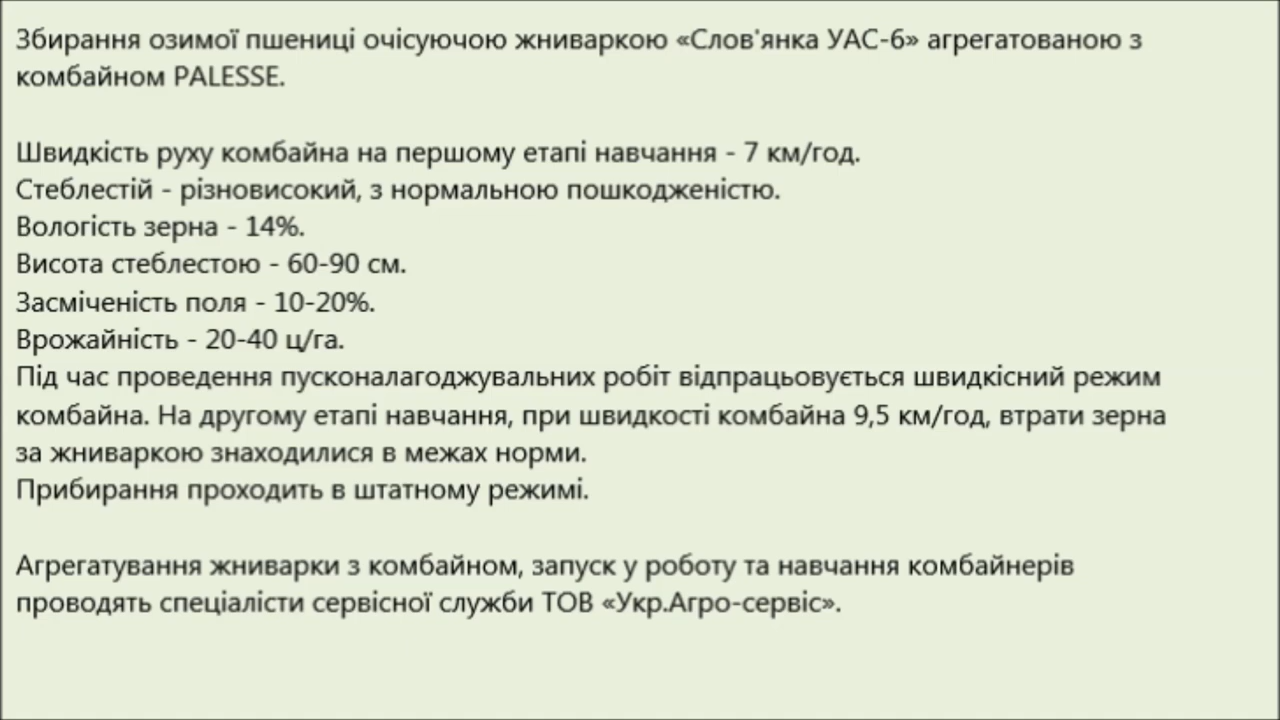 Збирання озимої пшениці очісуючою жниваркою «Слов'янка УАС-6» агрегатованою з
комбайном PALESSE.
Швидкість руху комбайна на першому етапі навчання - 7 км/год.
Стеблестій - різновисокий, з нормальною пошкодженістю.
Вологість зерна - 14%.
Висота стеблестою - 60-90 см.
Засміченість поля - 10-20%.
Врожайність - 20-40 ц/га.
Під час проведення пусконалагоджувальних робіт відпрацьовується швидкісний режим
комбайна. На другому етапі навчання, при швидкості комбайна 9,5 км/год, втрати зерна
за жниваркою знаходилися в межах норми.
Прибирання проходить в штатному режимі.
Агрегатування жниварки з комбайном, запуск у роботу та навчання комбайнерів
проводять спеціалісти сервісної служби ТОВ «Укр.Агро-сервіс».